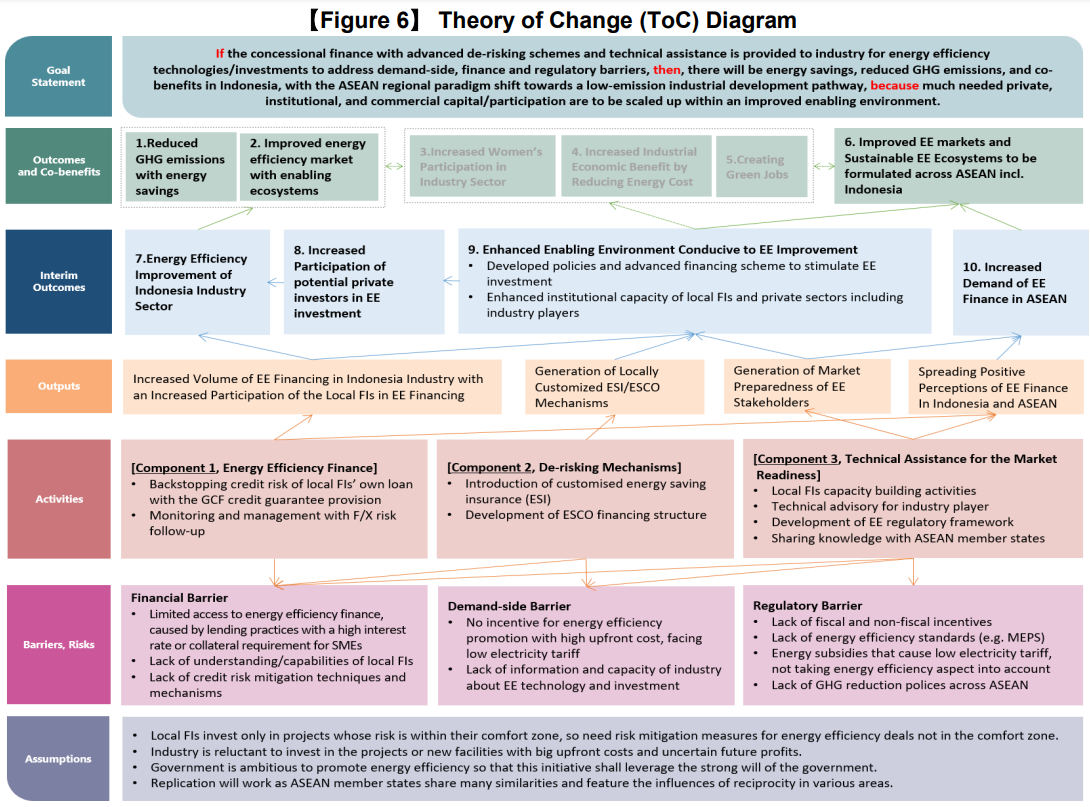 【Figure 6】 Theory of Change (ToC) Diagram
Goal
Statement
If the concessional finance with advanced de-risking schemes and technical assistance is provided to industry for energy efficiency
technologies/investments to address demand-side, finance and regulatory barriers, then, there will be energy savings, reduced GHG emissions, and co-
benefits in Indonesia, with the ASEAN regional paradigm shift towards a low-emission industrial development pathway, because much needed private,
institutional, and commercial capital/participation are to be scaled up within an improved enabling environment.
Outcomes
and Co-benefits
1.Reduced
GHG emissions
with energy
savings
2. Improved energy
efficiency market
with enabling
ecosystems
3.Increased Women's
Participation in
Industry Sector
4. Increased Industrial
Economic Benefit by
Reducing Energy Cost
5.Creating
Green Jobs
6. Improved EE markets and
Sustainable EE Ecosystems to be
formulated across ASEAN incl.
Indonesia
Interim
Outcomes
7.Energy Efficiency
Improvement of
Indonesia Industry
Sector
8. Increased
Participation of
potential private
investors in EE
investment
9. Enhanced Enabling Environment Conducive to EE Improvement
• Developed policies and advanced financing scheme to stimulate EE
investment
• Enhanced institutional capacity of local FIs and private sectors including
industry players
10. Increased
Demand of EE
Finance in ASEAN
Outputs
Increased Volume of EE Financing in Indonesia Industry with
an Increased Participation of the Local FIs in EE Financing
Generation of Locally
Customized ESI/ESCO
Mechanisms
Generation of Market
Preparedness of EE
Stakeholders
Spreading Positive
Perceptions of EE Finance
In Indonesia and ASEAN
Activities
[Component 1, Energy Efficiency Finance]
• Backstopping credit risk of local FIs' own loan
with the GCF credit guarantee provision
• Monitoring and management with F/X risk
follow-up
[Component 2, De-risking Mechanisms]
• Introduction of customised energy saving
insurance (ESI)
• Development of ESCO financing structure
[Component 3, Technical Assistance for the Market
Readiness]
• Local FIs capacity building activities
• Technical advisory for industry player
• Development of EE regulatory framework
• Sharing knowledge with ASEAN member states
Barriers, Risks
Financial Barrier
• Limited access to energy efficiency finance,
caused by lending practices with a high interest
rate or collateral requirement for SMEs
• Lack of understanding/capabilities of local FIs
• Lack of credit risk mitigation techniques and
mechanisms
Demand-side Barrier
• No incentive for energy efficiency
promotion with high upfront cost, facing
low electricity tariff
• Lack of information and capacity of industry
about EE technology and investment
Regulatory Barrier
• Lack of fiscal and non-fiscal incentives
• Lack of energy efficiency standards (e.g. MEPS)
• Energy subsidies that cause low electricity tariff,
not taking energy efficiency aspect into account
• Lack of GHG reduction polices across ASEAN
Assumptions
• Local FIs invest only in projects whose risk is within their comfort zone, so need risk mitigation measures for energy efficiency deals not in the comfort zone.
• Industry is reluctant to invest in the projects or new facilities with big upfront costs and uncertain future profits.
• Government is ambitious to promote energy efficiency so that this initiative shall leverage the strong will of the government.
• Replication will work as ASEAN member states share many similarities and feature the influences of reciprocity in various areas.